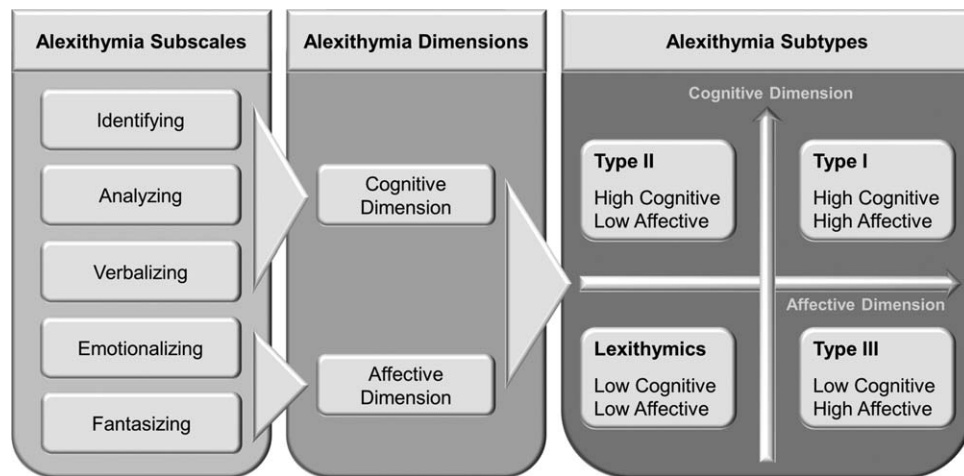 Alexithymia Subscales
Identifying
Analyzing
Verbalizing
Emotionalizing
Fantasizing
Alexithymia Dimensions
Cognitive
Dimension
Affective
Dimension
Alexithymia Subtypes
Cognitive Dimension
Type II
High Cognitive
Low Affective
Type I
High Cognitive
High Affective
Affective Dimension
Lexithymics
Low Cognitive
Low Affective
Type III
Low Cognitive
High Affective